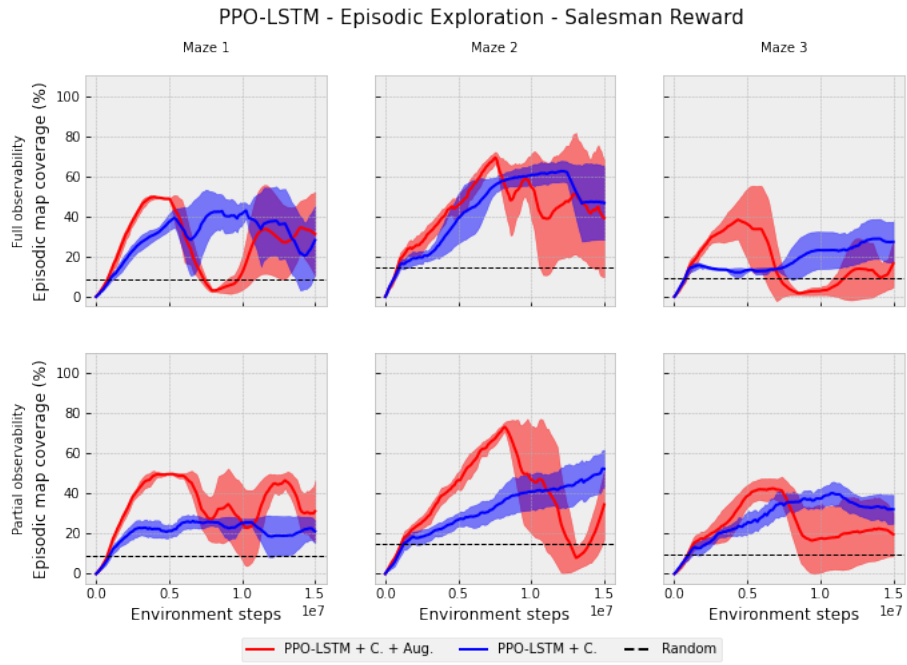 PPO-LSTM - Episodic Exploration - Salesman Reward
Maze 1
Maze 2
Maze 3
Full observability
Episodic map coverage (%)
100
80
60
40
20
0
Partial observability
Episodic map coverage (%)
100
80
60
40
20
0
0.0 0.5 1.0 1.5
1e7
Environment steps
0.0 0.5 1.0 1.5
1e7
Environment steps
0.0 0.5 1.0 1.5
1e7
Environment steps
PPO-LSTM + C. + Aug.
PPO-LSTM + C.
Random